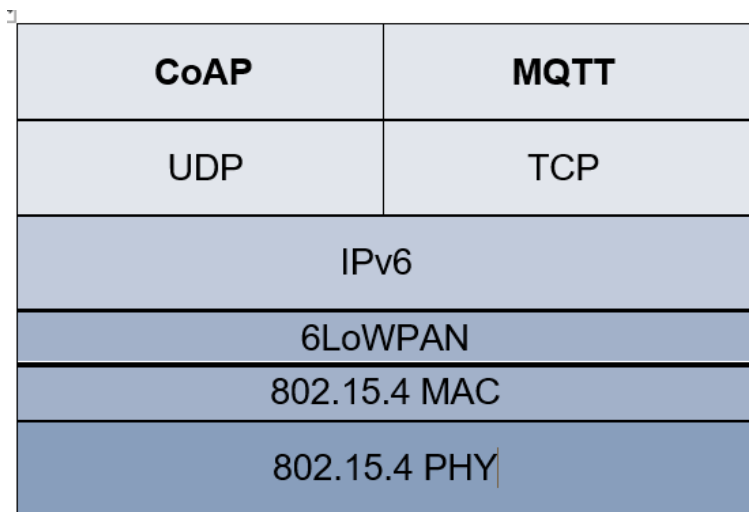 CoAP MQTT
UDP TCP
IPv6
6LoWPAN
802.15.4 MAC
802.15.4 PHY